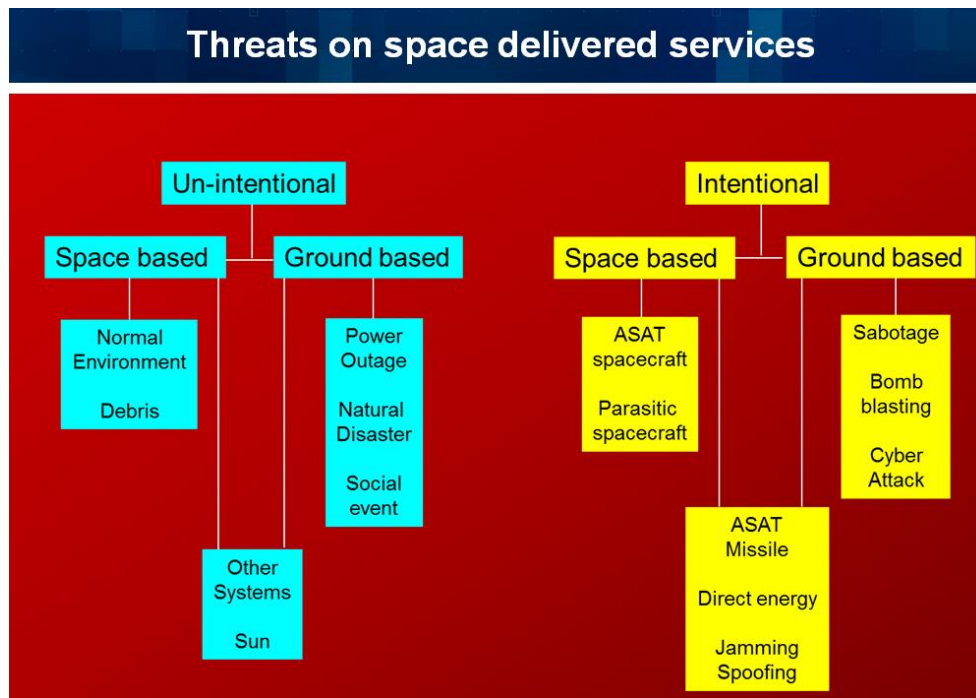 Threats on space delivered services
Un-intentional
Space based
Ground based
Normal
Environment
Debris
Power
Outage
Natural
Disaster
Social
event
Other
Systems
Sun
Intentional
Space based
Ground based
ASAT
spacecraft
Parasitic
spacecraft
Sabotage
Bomb
blasting
Cyber
Attack
ASAT
Missile
Direct energy
Jamming
Spoofing